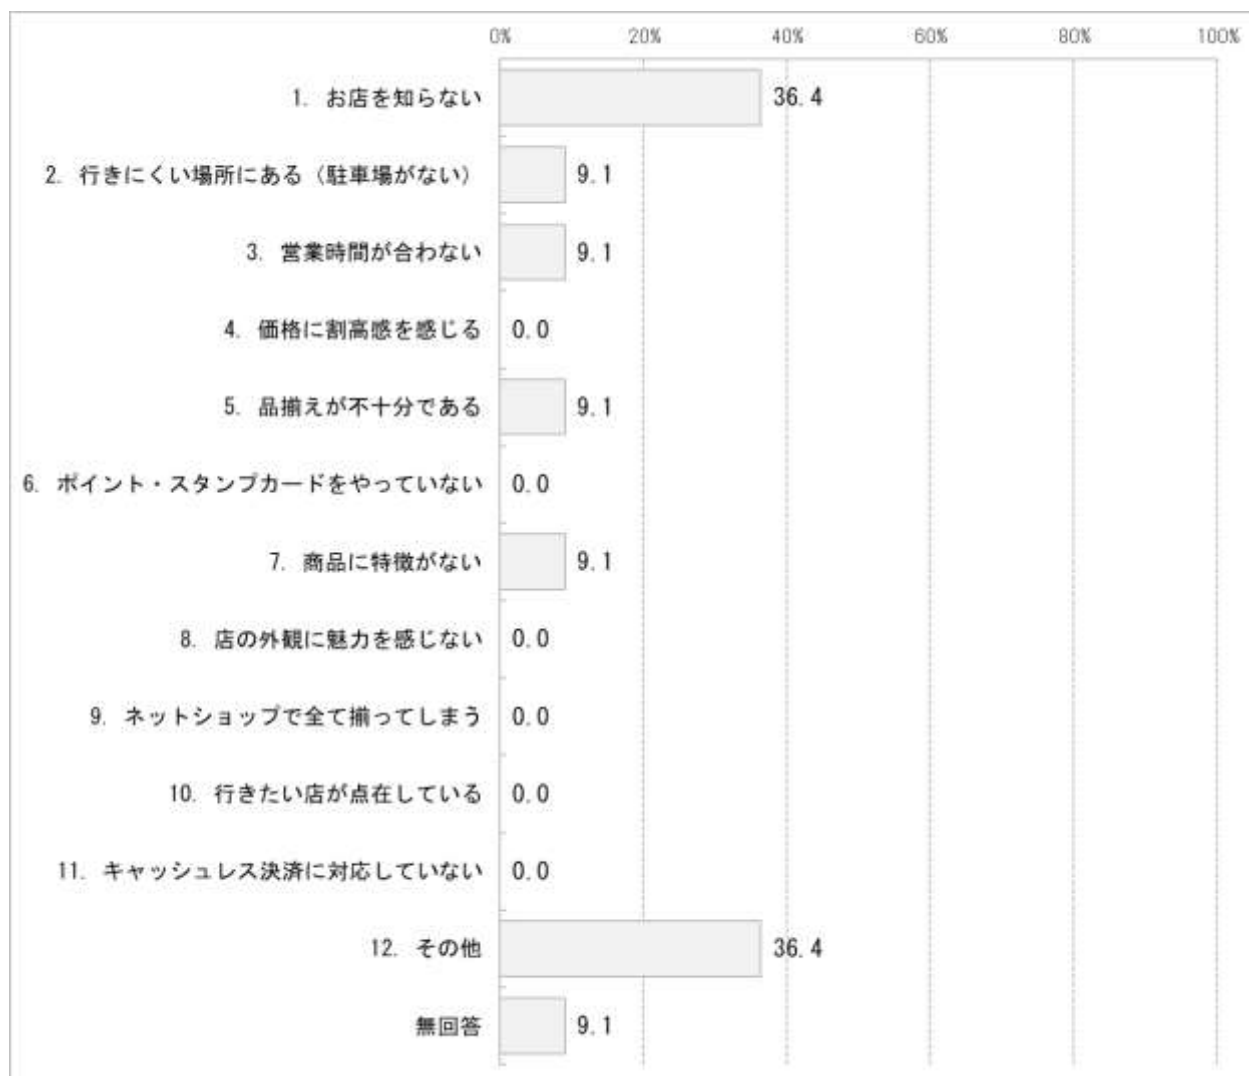 0% 20% 40% 60% 80% 100%
1. お店を知らない 36.4
2. 行きにくい場所にある（駐車場がない） 9.1
3. 営業時間が合わない 9.1
4. 価格に割高感を感じる 0.0
5. 品揃えが不十分である 9.1
6. ポイント・スタンプカードをやっていない 0.0
7. 商品に特徴がない 9.1
8. 店の外観に魅力を感じない 0.0
9. ネットショップで全て揃ってしまう 0.0
10. 行きたい店が点在している 0.0
11. キャッシュレス決済に対応していない 0.0
12. その他 36.4
無回答 9.1